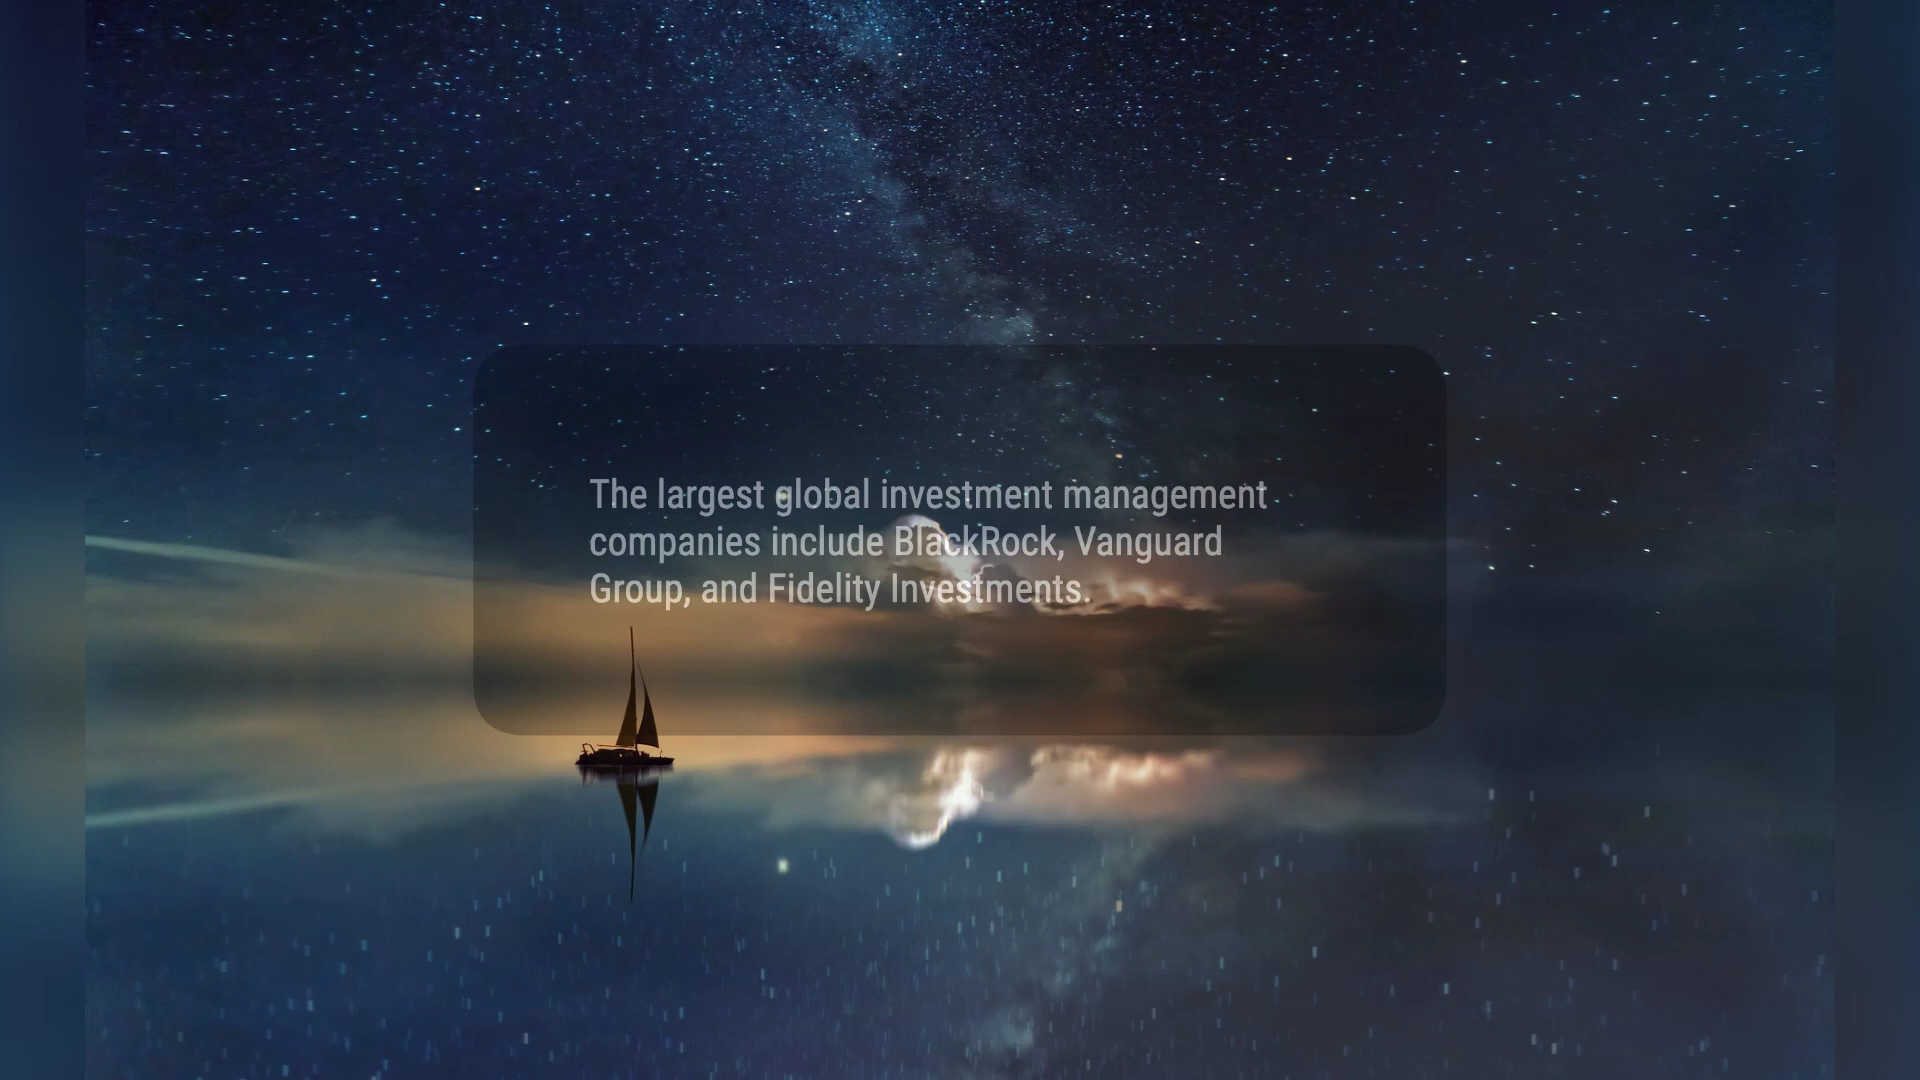 The largest global investment management
companies include BlackRock, Vanguard
Group, and Fidelity Investments.